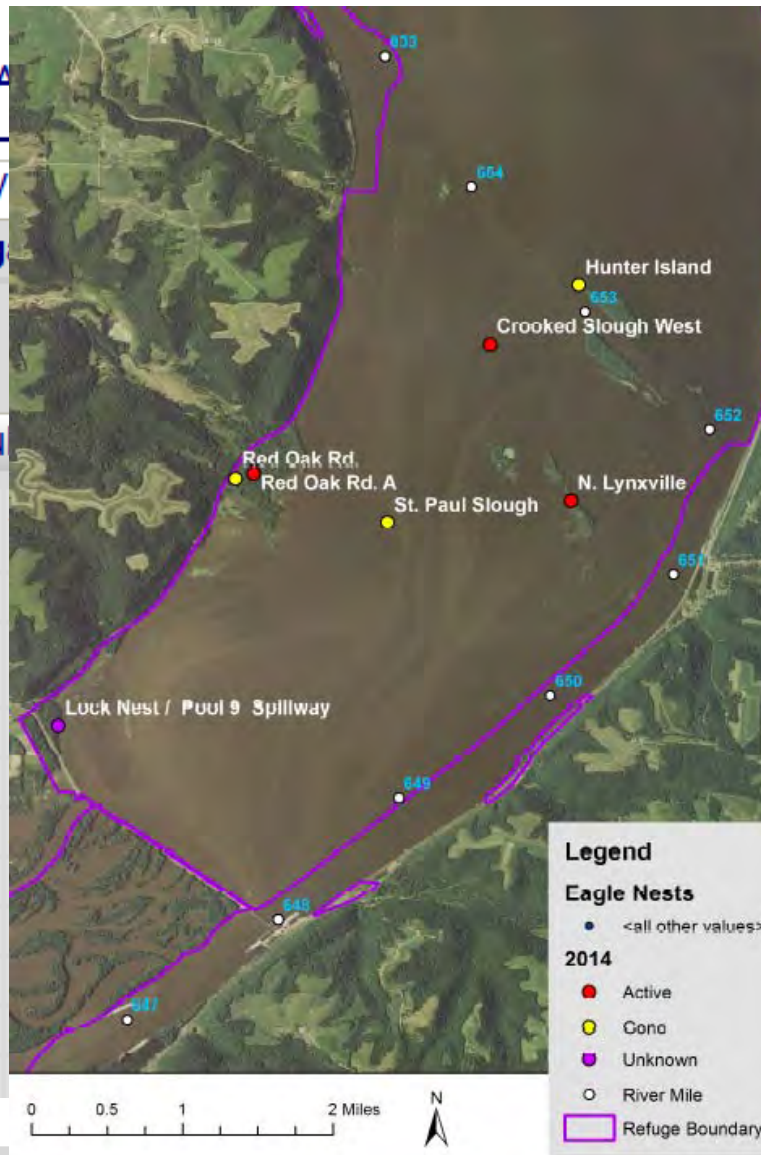 633
654
Hunter Island
653
Crooked Slough West
652
Red Oak Rd.
Red Oak Rd. A
N. Lynxville
St. Paul Slough
651
650
Lock Nest / Pool 9 Spillway
649
648
647
Legend
Eagle Nests
<all other values>
2014
Active
Gono
Unknown
River Mile
Refuge Boundary
0 0.5 1 2 Miles
N